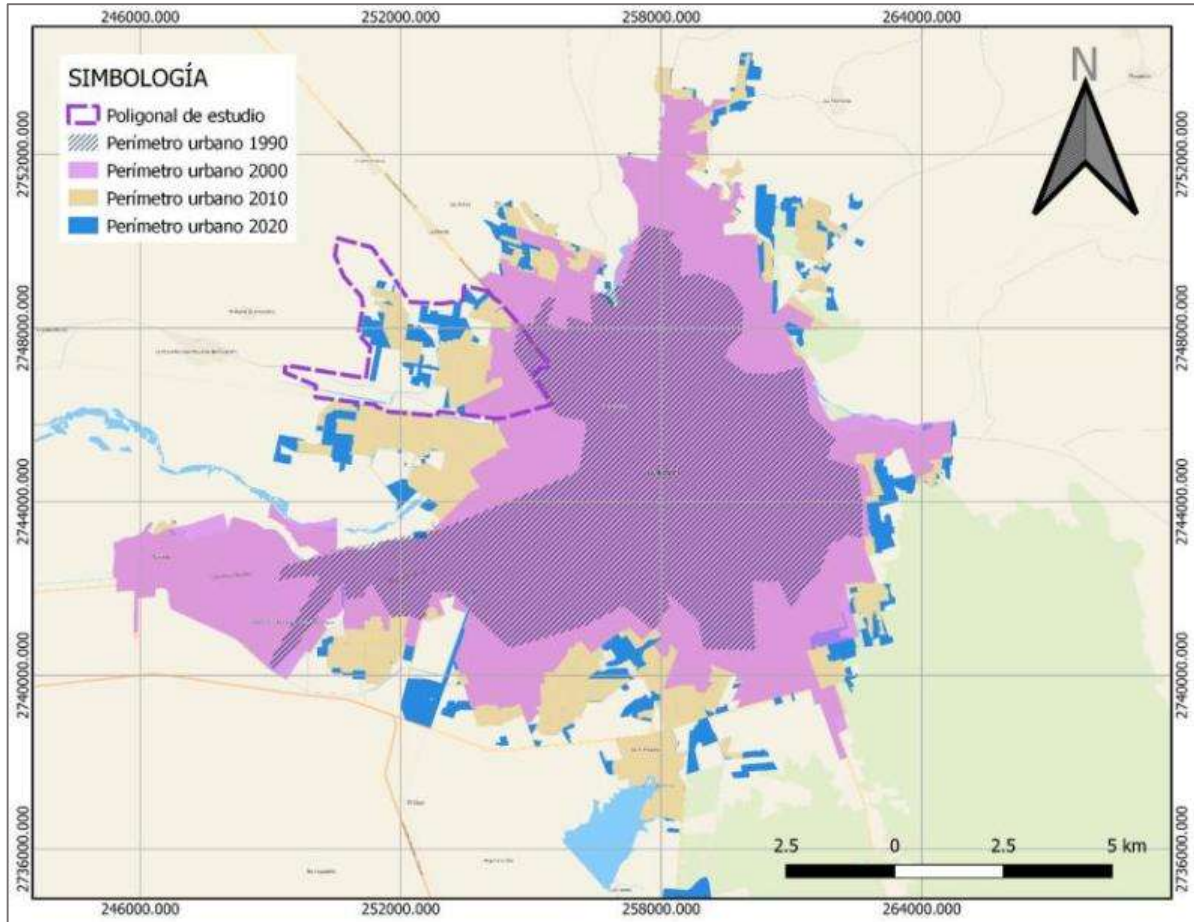 246000.000 252000.000 258000.000 264000.000
SIMBOLOGÍA
Poligonal de estudio
Perímetro urbano 1990
Perímetro urbano 2000
Perímetro urbano 2010
Perímetro urbano 2020
N
2752000.000 2752000.000
2748000.000 2748000.000
2744000.000 2744000.000
2740000.000 2740000.000
2736000.000 2736000.000
2.5 0 2.5 5 km
246000.000 252000.000 258000.000 264000.000